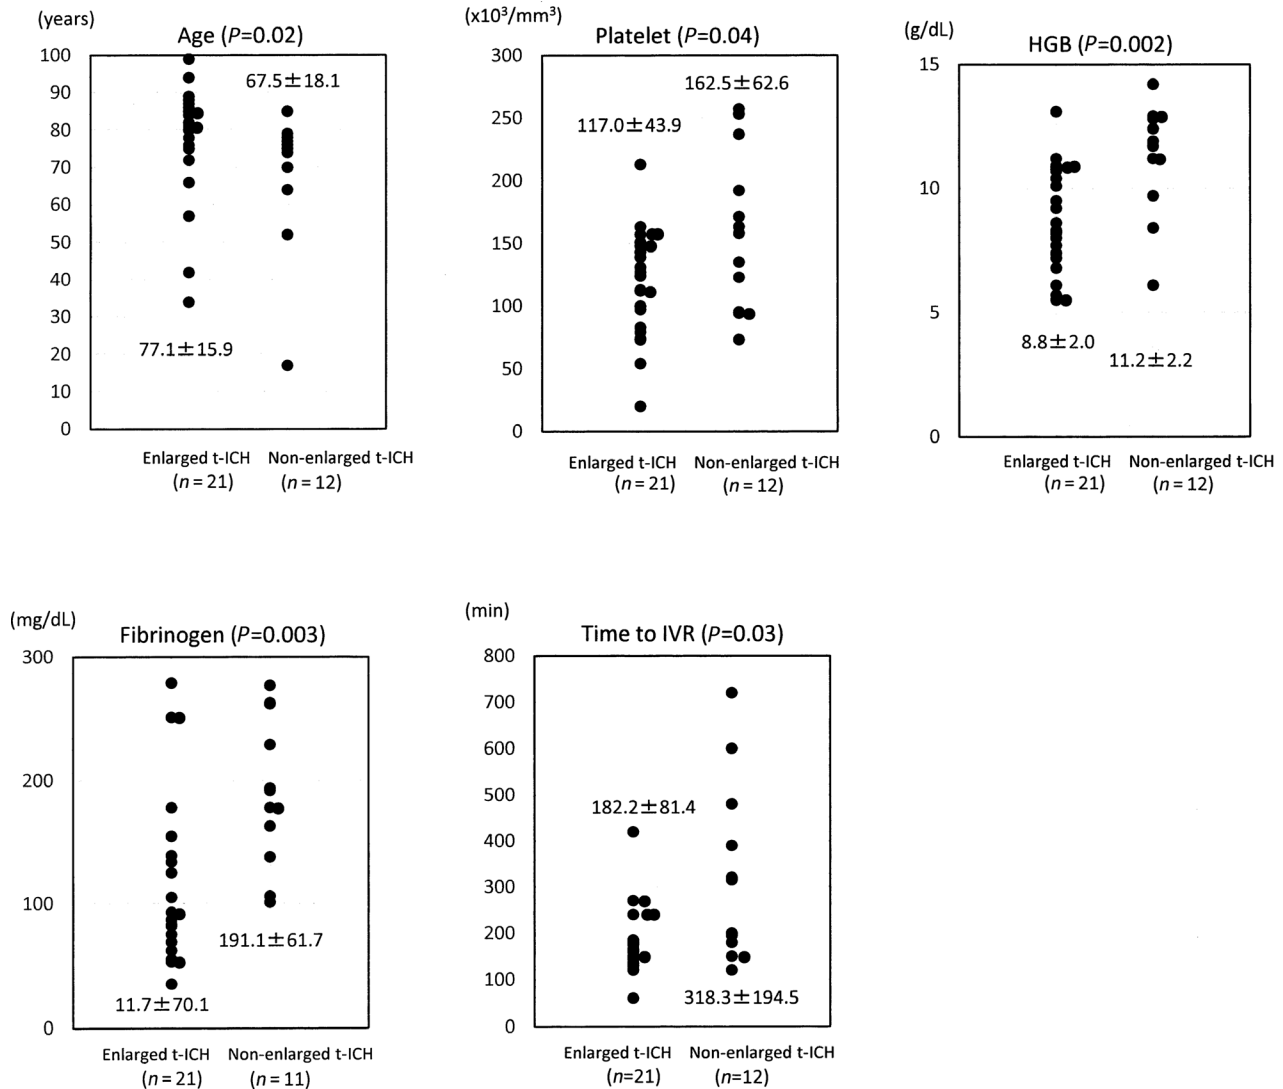 (years)
Age (P=0.02)
100
90
80
70
60
50
40
30
20
10
0
67.5±18.1
77.1±15.9
Enlarged t-ICH
(n=21)
Non-enlarged t-ICH
(n=12)
(x10³/mm³)
Platelet (P=0.04)
300
250
200
150
100
50
0
162.5±62.6
117.0±43.9
Enlarged t-ICH
(n=21)
Non-enlarged t-ICH
(n=12)
(g/dL)
HGB (P=0.002)
15
10
5
0
8.8±2.0
11.2±2.2
Enlarged t-ICH
(n=21)
Non-enlarged t-ICH
(n=12)
(mg/dL)
Fibrinogen (P=0.003)
300
200
100
0
191.1±61.7
11.7±70.1
Enlarged t-ICH
(n=21)
Non-enlarged t-ICH
(n=11)
(min)
Time to IVR (P=0.03)
800
700
600
500
400
300
200
100
0
182.2±81.4
318.3±194.5
Enlarged t-ICH
(n=21)
Non-enlarged t-ICH
(n=12)